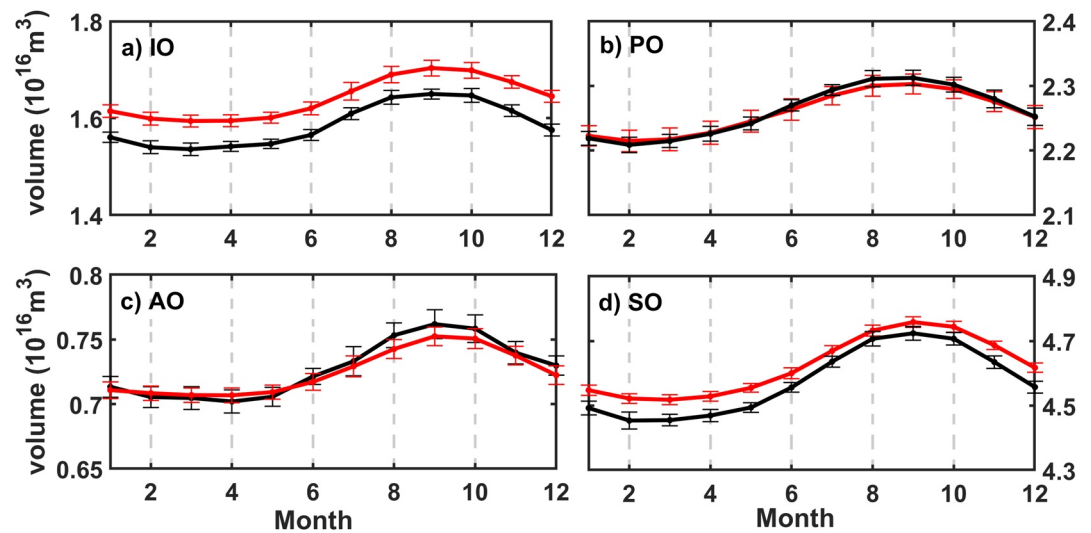 a) IO
volume (10^16 m^3)
1.8
1.6
1.4
2 4 6 8 10 12
b) PO
2.4
2.3
2.2
2.1
2 4 6 8 10 12
c) AO
volume (10^16 m^3)
0.8
0.75
0.7
0.65
2 4 6 8 10 12
Month
d) SO
4.9
4.7
4.5
4.3
2 4 6 8 10 12
Month